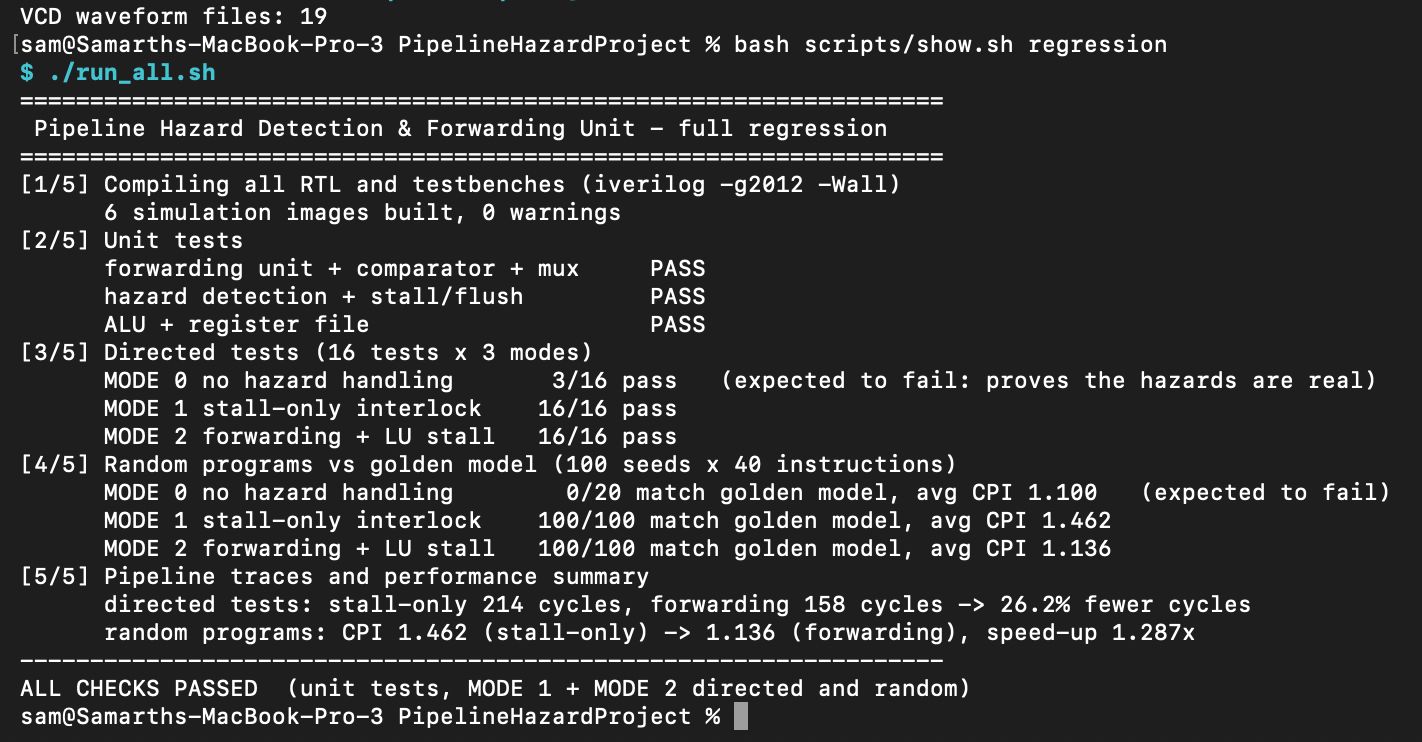 VCD waveform files: 19
[sam@Samarths-MacBook-Pro-3 PipelineHazardProject % bash scripts/show.sh regression
$ ./run_all.sh
==================================================================
Pipeline Hazard Detection & Forwarding Unit - full regression
==================================================================
[1/5] Compiling all RTL and testbenches (iverilog -g2012 -Wall)
6 simulation images built, 0 warnings
[2/5] Unit tests
forwarding unit + comparator + mux     PASS
hazard detection + stall/flush         PASS
ALU + register file                    PASS
[3/5] Directed tests (16 tests x 3 modes)
MODE 0 no hazard handling       3/16 pass   (expected to fail: proves the hazards are real)
MODE 1 stall-only interlock    16/16 pass
MODE 2 forwarding + LU stall   16/16 pass
[4/5] Random programs vs golden model (100 seeds x 40 instructions)
MODE 0 no hazard handling        0/20 match golden model, avg CPI 1.100   (expected to fail)
MODE 1 stall-only interlock    100/100 match golden model, avg CPI 1.462
MODE 2 forwarding + LU stall   100/100 match golden model, avg CPI 1.136
[5/5] Pipeline traces and performance summary
directed tests: stall-only 214 cycles, forwarding 158 cycles -> 26.2% fewer cycles
random programs: CPI 1.462 (stall-only) -> 1.136 (forwarding), speed-up 1.287x
------------------------------------------------------------------
ALL CHECKS PASSED  (unit tests, MODE 1 + MODE 2 directed and random)
sam@Samarths-MacBook-Pro-3 PipelineHazardProject %